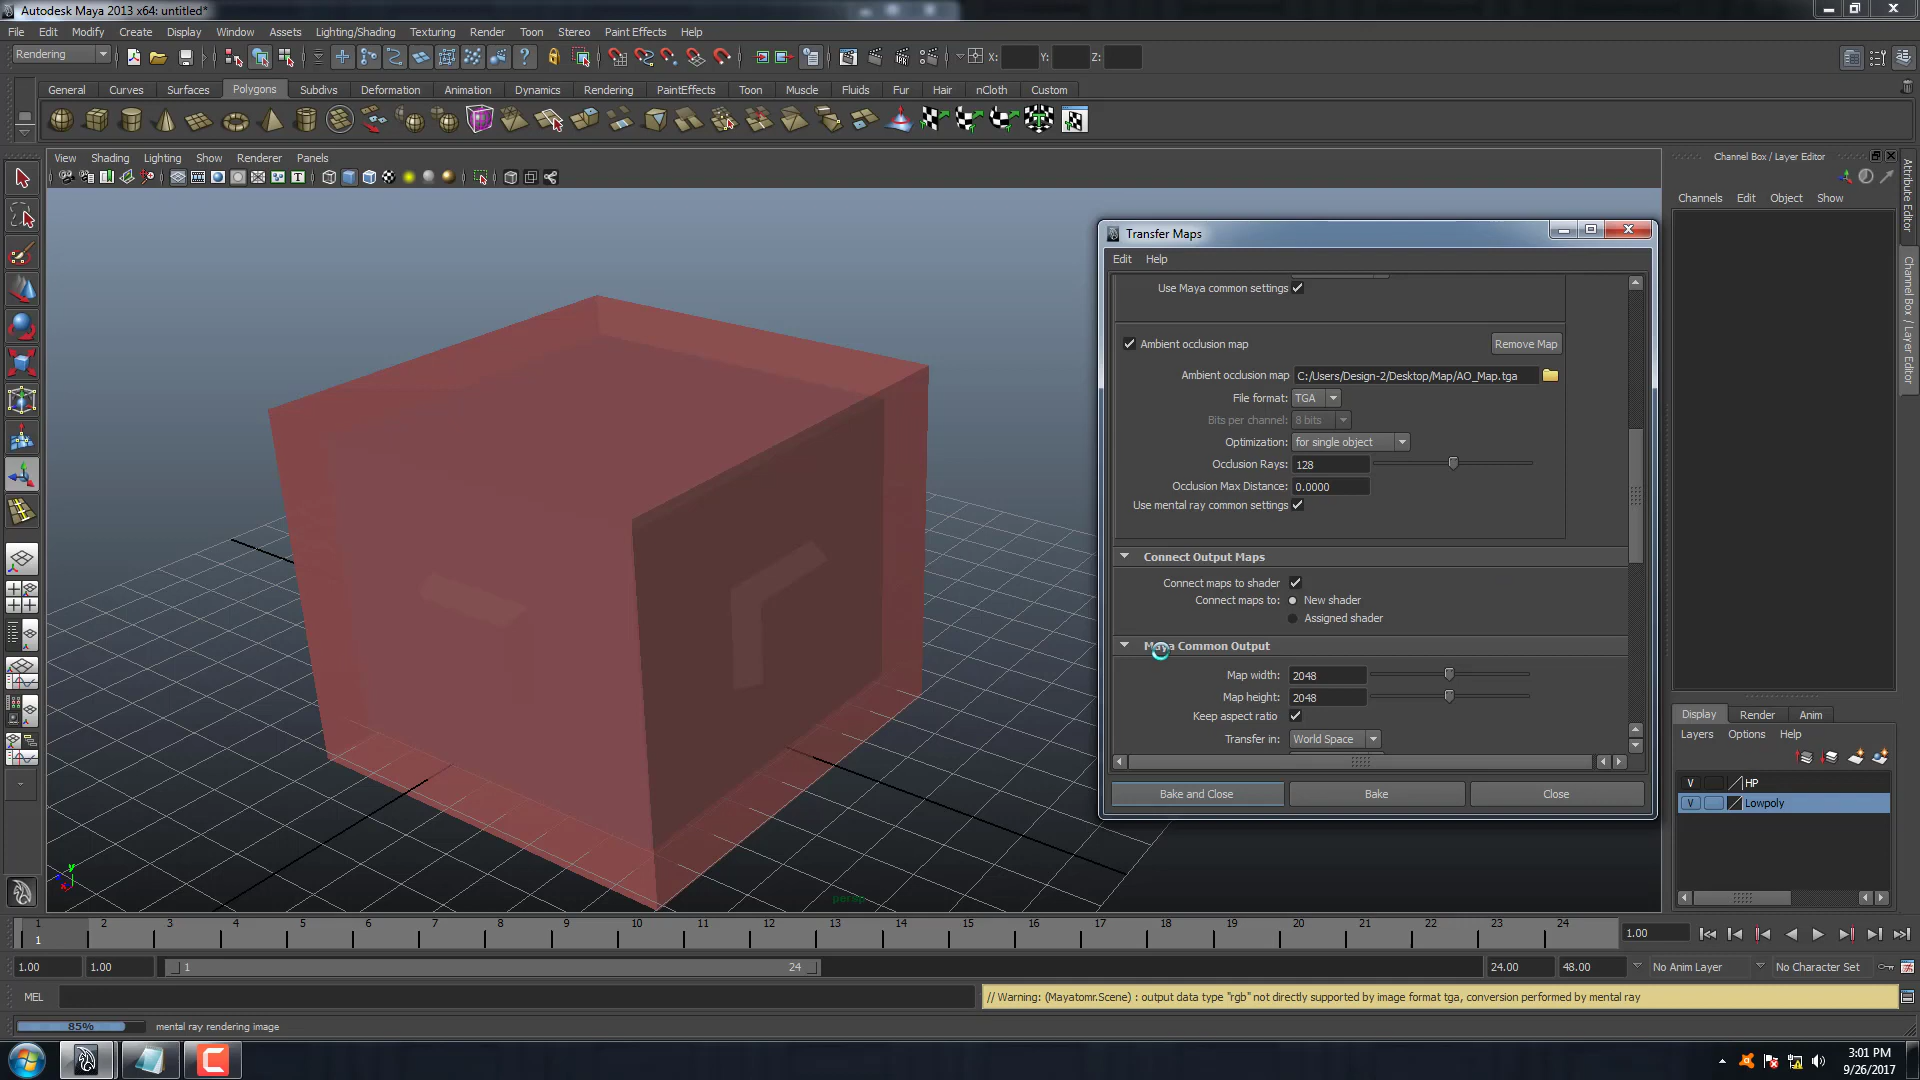 Autodesk Maya 2013 x64: untitled*
File Edit Modify Create Display Window Assets Lighting/Shading Texturing Render Toon Stereo Paint Effects Help
Rendering X: Y: Z:
General Curves Surfaces Polygons Subdivs Deformation Animation Dynamics Rendering PaintEffects Toon Muscle Fluids Fur Hair nCloth Custom
View Shading Lighting Show Renderer Panels
Channel Box / Layer Editor
Channels Edit Object Show
Attribute Editor
Channel Box / Layer Editor
Transfer Maps
Edit Help
Use Maya common settings
Ambient occlusion map Remove Map
Ambient occlusion map C:/Users/Design-2/Desktop/Map/AO_Map.tga
File format: TGA
Bits per channel: 8 bits
Optimization: for single object
Occlusion Rays: 128
Occlusion Max Distance: 0.0000
Use mental ray common settings
Connect Output Maps
Connect maps to shader
Connect maps to: New shader
Assigned shader
Maya Common Output
Map width: 2048
Map height: 2048
Keep aspect ratio
Transfer in: World Space
Bake and Close Bake Close
Display Render Anim
Layers Options Help
V HP
V Lowpoly
y
x
persp
1 2 3 4 5 6 7 8 9 10 11 12 13 14 15 16 17 18 19 20 21 22 23 24
1 1.00
1.00 1.00 1 24 24.00 48.00 No Anim Layer No Character Set
MEL // Warning: (Mayatomr.Scene) : output data type "rgb" not directly supported by image format tga, conversion performed by mental ray
85% mental ray rendering image
3:01 PM
9/26/2017